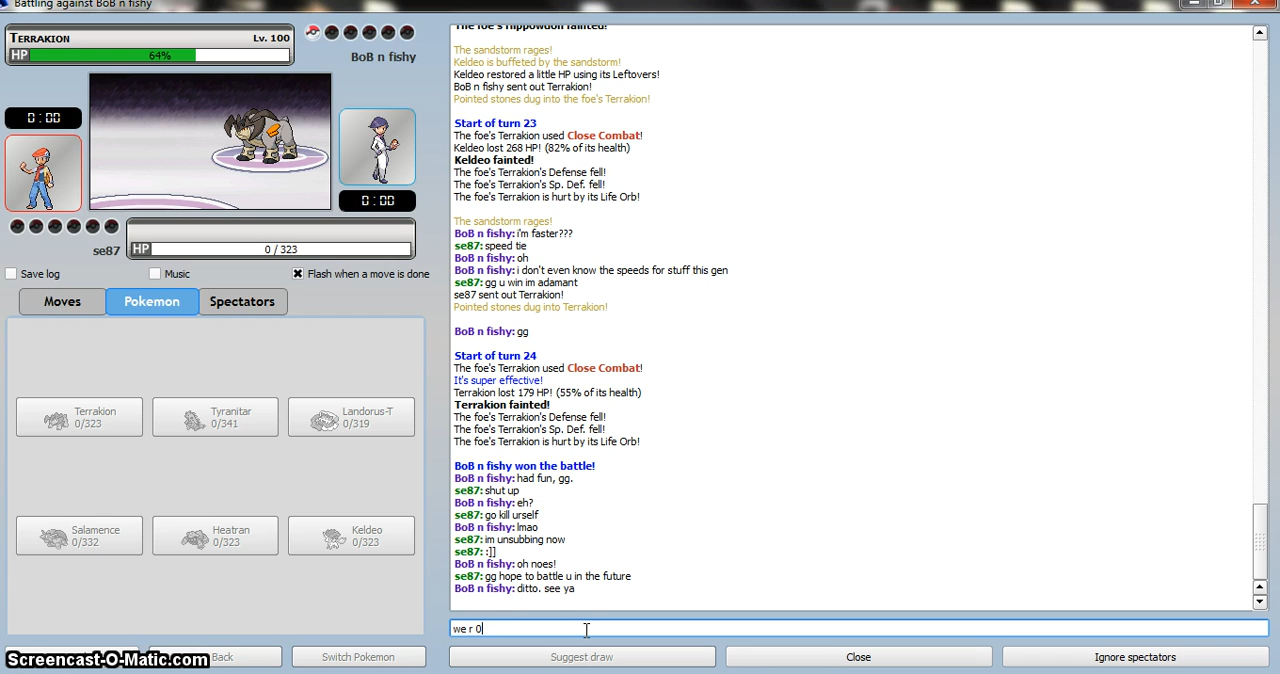 Battling against BoB n fishy
TERRAKION Lv. 100
HP 64%
BoB n fishy
0:00
0:00
se87
HP 0 / 323
Save log
Music
Flash when a move is done
Moves
Pokemon
Spectators
Terrakion
0/323
Tyranitar
0/341
Landorus-T
0/319
Salamence
0/332
Heatran
0/323
Keldeo
0/323
Back
Switch Pokemon
Screencast-O-Matic.com
The foe's Hippowdon fainted!
The sandstorm rages!
Keldeo is buffeted by the sandstorm!
Keldeo restored a little HP using its Leftovers!
BoB n fishy sent out Terrakion!
Pointed stones dug into the foe's Terrakion!
Start of turn 23
The foe's Terrakion used Close Combat!
Keldeo lost 268 HP! (82% of its health)
Keldeo fainted!
The foe's Terrakion's Defense fell!
The foe's Terrakion's Sp. Def. fell!
The foe's Terrakion is hurt by its Life Orb!
The sandstorm rages!
BoB n fishy: i'm faster???
se87: speed tie
BoB n fishy: oh
BoB n fishy: i don't even know the speeds for stuff this gen
se87: gg u win im adamant
se87 sent out Terrakion!
Pointed stones dug into Terrakion!
BoB n fishy: gg
Start of turn 24
The foe's Terrakion used Close Combat!
It's super effective!
Terrakion lost 179 HP! (55% of its health)
Terrakion fainted!
The foe's Terrakion's Defense fell!
The foe's Terrakion's Sp. Def. fell!
The foe's Terrakion is hurt by its Life Orb!
BoB n fishy won the battle!
BoB n fishy: had fun, gg.
se87: shut up
BoB n fishy: eh?
se87: go kill urself
BoB n fishy: lmao
se87: im unsubbing now
se87: :]]
BoB n fishy: oh noes!
se87: gg hope to battle u in the future
BoB n fishy: ditto. see ya
we r 0
Suggest draw
Close
Ignore spectators